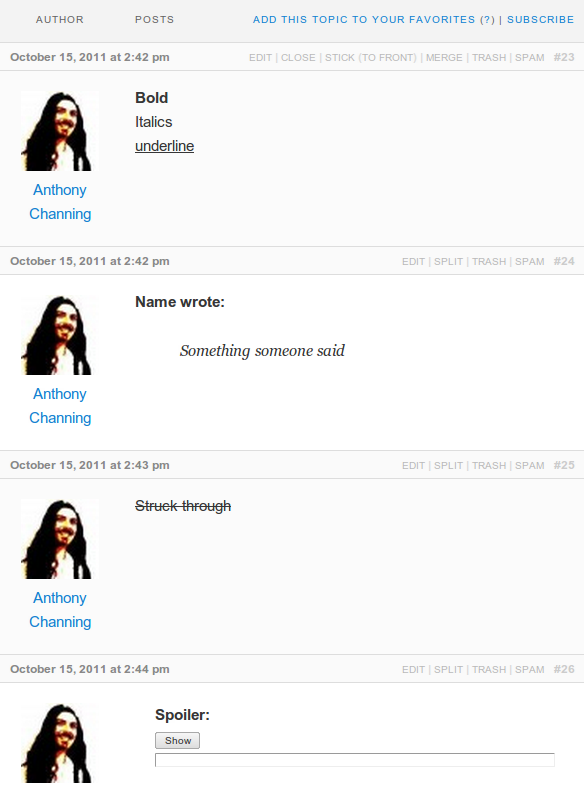 AUTHOR POSTS ADD THIS TOPIC TO YOUR FAVORITES (?) | SUBSCRIBE
October 15, 2011 at 2:42 pm EDIT | CLOSE | STICK (TO FRONT) | MERGE | TRASH | SPAM #23
Bold
Italics
underline
Anthony
Channing
October 15, 2011 at 2:42 pm EDIT | SPLIT | TRASH | SPAM #24
Name wrote:
Something someone said
Anthony
Channing
October 15, 2011 at 2:43 pm EDIT | SPLIT | TRASH | SPAM #25
Struck through
Anthony
Channing
October 15, 2011 at 2:44 pm EDIT | SPLIT | TRASH | SPAM #26
Spoiler:
Show